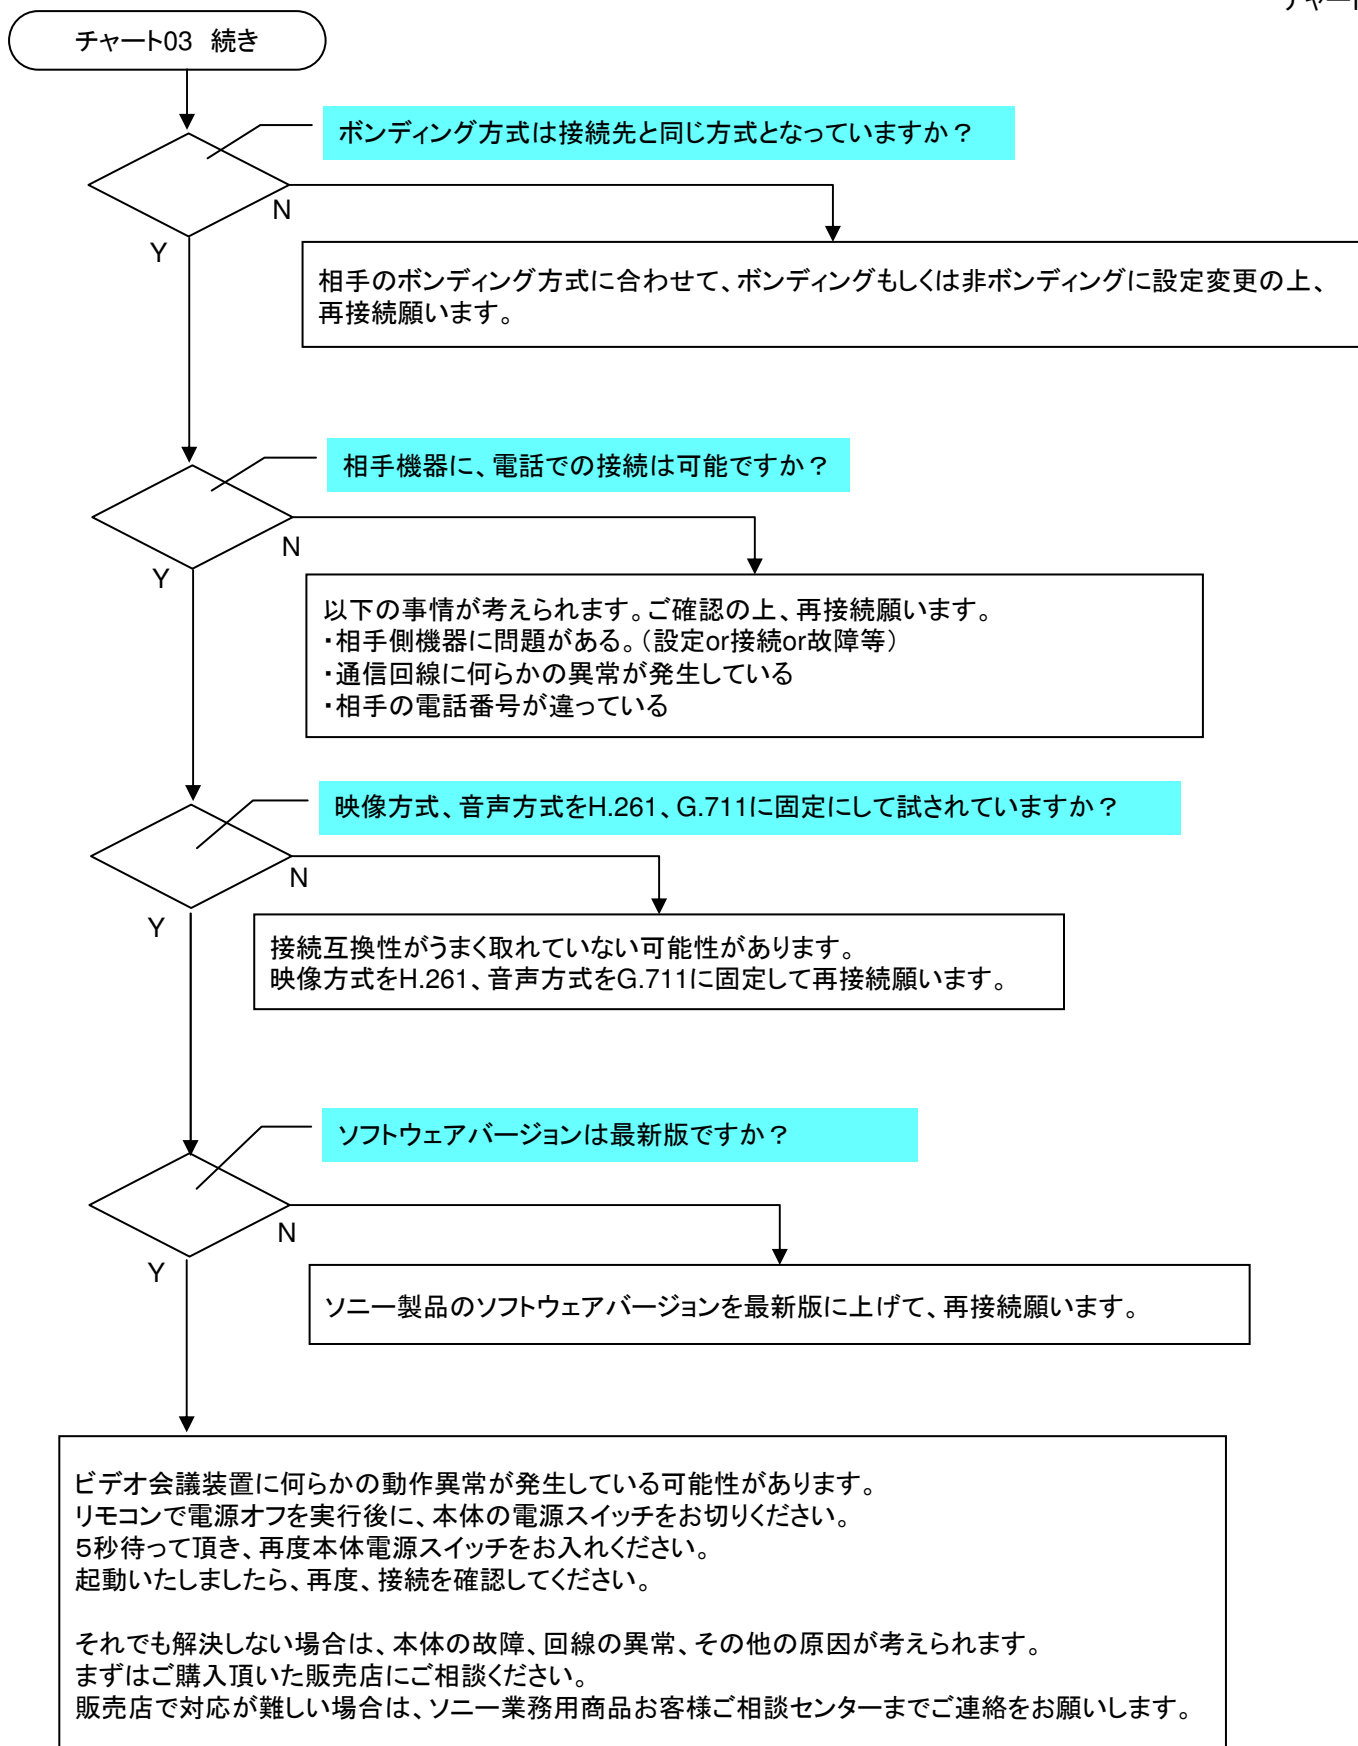 チャート
チャート03 続き
ボンディング方式は接続先と同じ方式となっていますか？
N
Y
相手のボンディング方式に合わせて、ボンディングもしくは非ボンディングに設定変更の上、
再接続願います。
相手機器に、電話での接続は可能ですか？
N
Y
以下の事情が考えられます。ご確認の上、再接続願います。
・相手側機器に問題がある。（設定or接続or故障等）
・通信回線に何らかの異常が発生している
・相手の電話番号が違っている
映像方式、音声方式をH.261、G.711に固定にして試されていますか？
N
Y
接続互換性がうまく取れていない可能性があります。
映像方式をH.261、音声方式をG.711に固定して再接続願います。
ソフトウェアバージョンは最新版ですか？
N
Y
ソニー製品のソフトウェアバージョンを最新版に上げて、再接続願います。
ビデオ会議装置に何らかの動作異常が発生している可能性があります。
リモコンで電源オフを実行後に、本体の電源スイッチをお切りください。
５秒待って頂き、再度本体電源スイッチをお入れください。
起動いたしましたら、再度、接続を確認してください。
それでも解決しない場合は、本体の故障、回線の異常、その他の原因が考えられます。
まずはご購入頂いた販売店にご相談ください。
販売店で対応が難しい場合は、ソニー業務用商品お客様ご相談センターまでご連絡をお願いします。